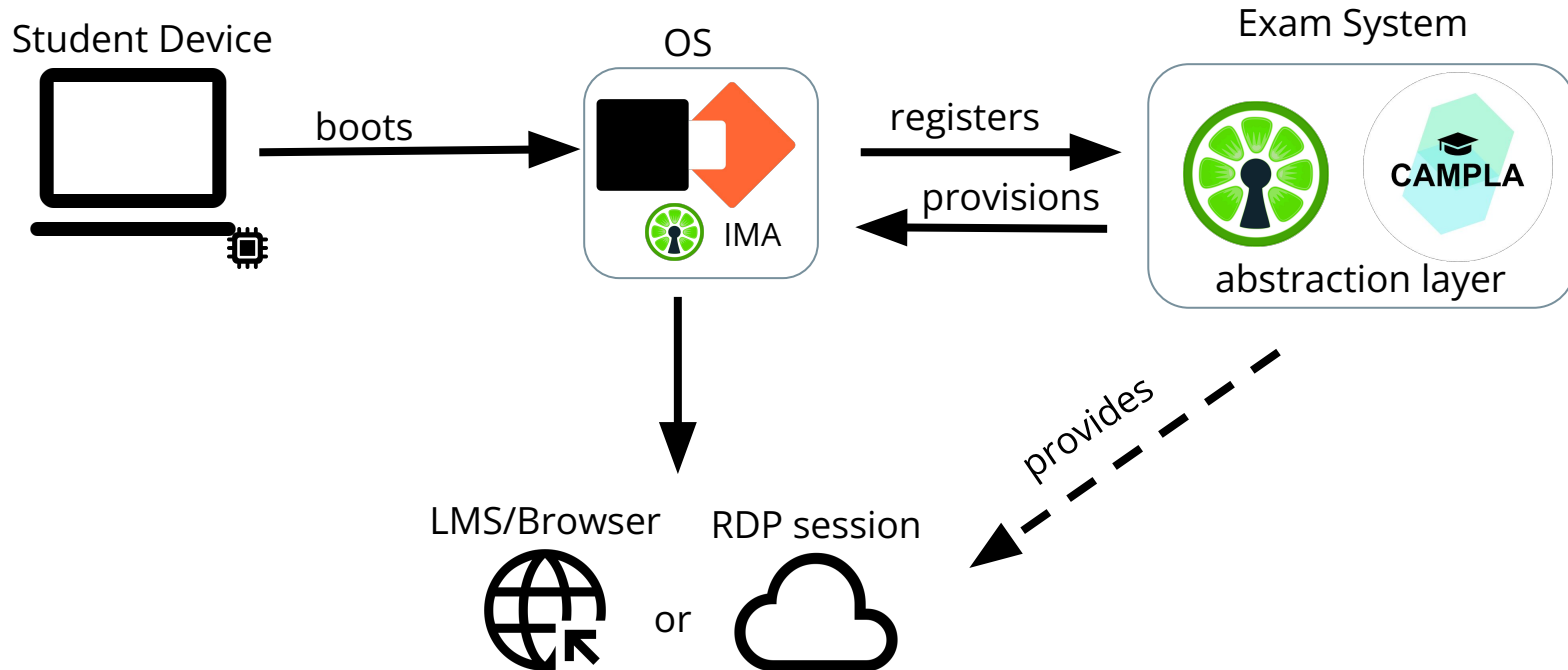 Student Device
OS
Exam System
boots
registers
provisions
IMA
CAMPLA
abstraction layer
provides
LMS/Browser
RDP session
or